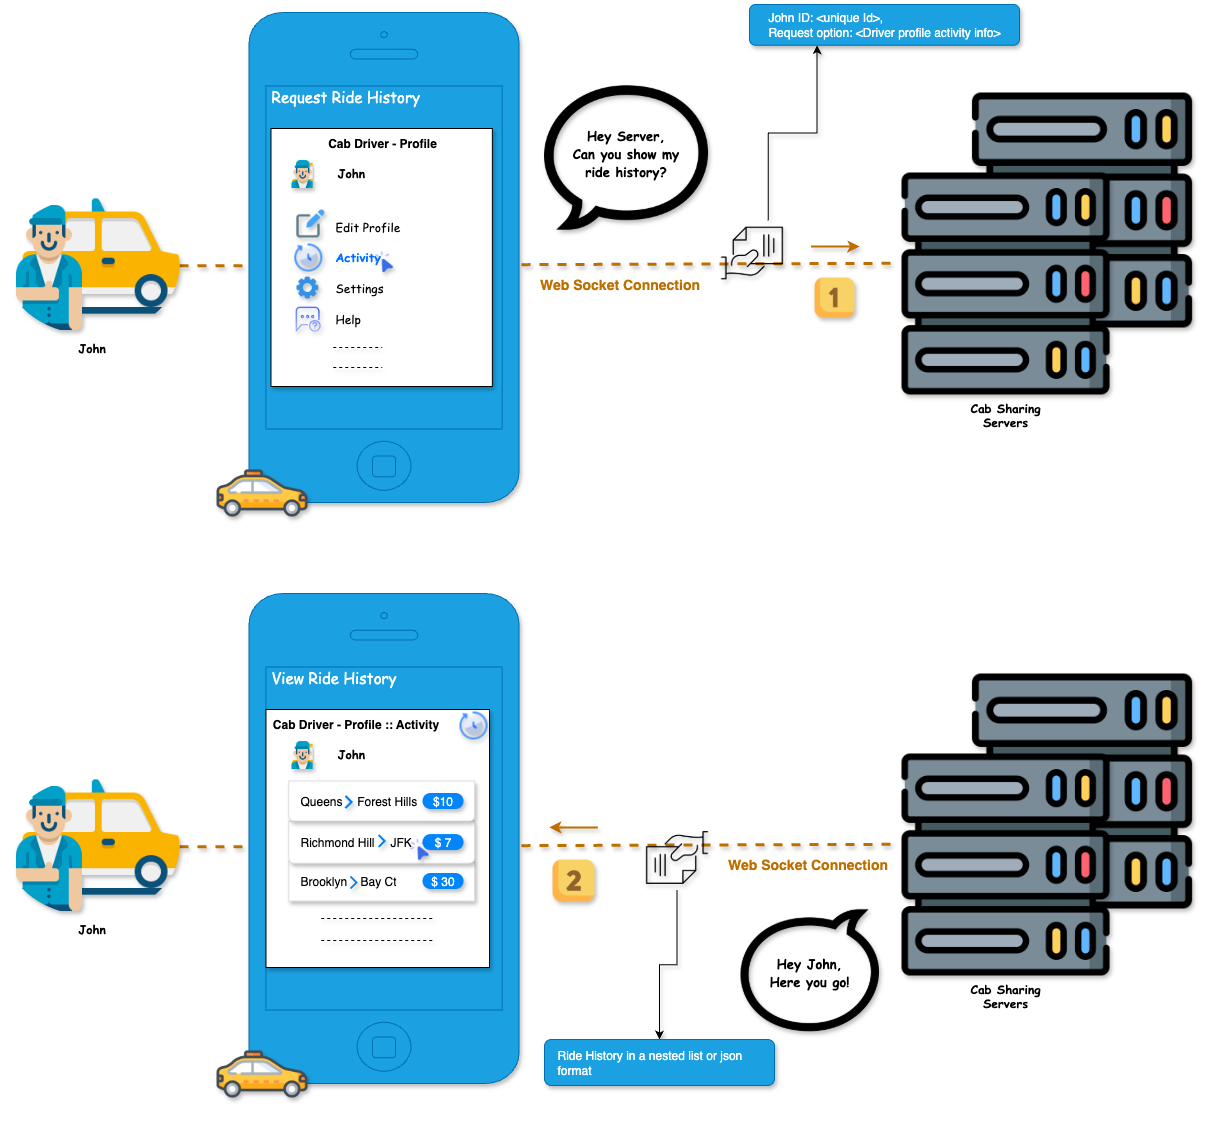 John ID: <unique Id>,
Request option: <Driver profile activity info>
Request Ride History
Cab Driver - Profile
John
Edit Profile
Activity
Settings
Help
Hey Server,
Can you show my
ride history?
Web Socket Connection
1
John
Cab Sharing
Servers
View Ride History
Cab Driver - Profile :: Activity
John
Queens > Forest Hills $10
Richmond Hill > JFK $ 7
Brooklyn > Bay Ct $ 30
Web Socket Connection
2
John
Hey John,
Here you go!
Cab Sharing
Servers
Ride History in a nested list or json
format